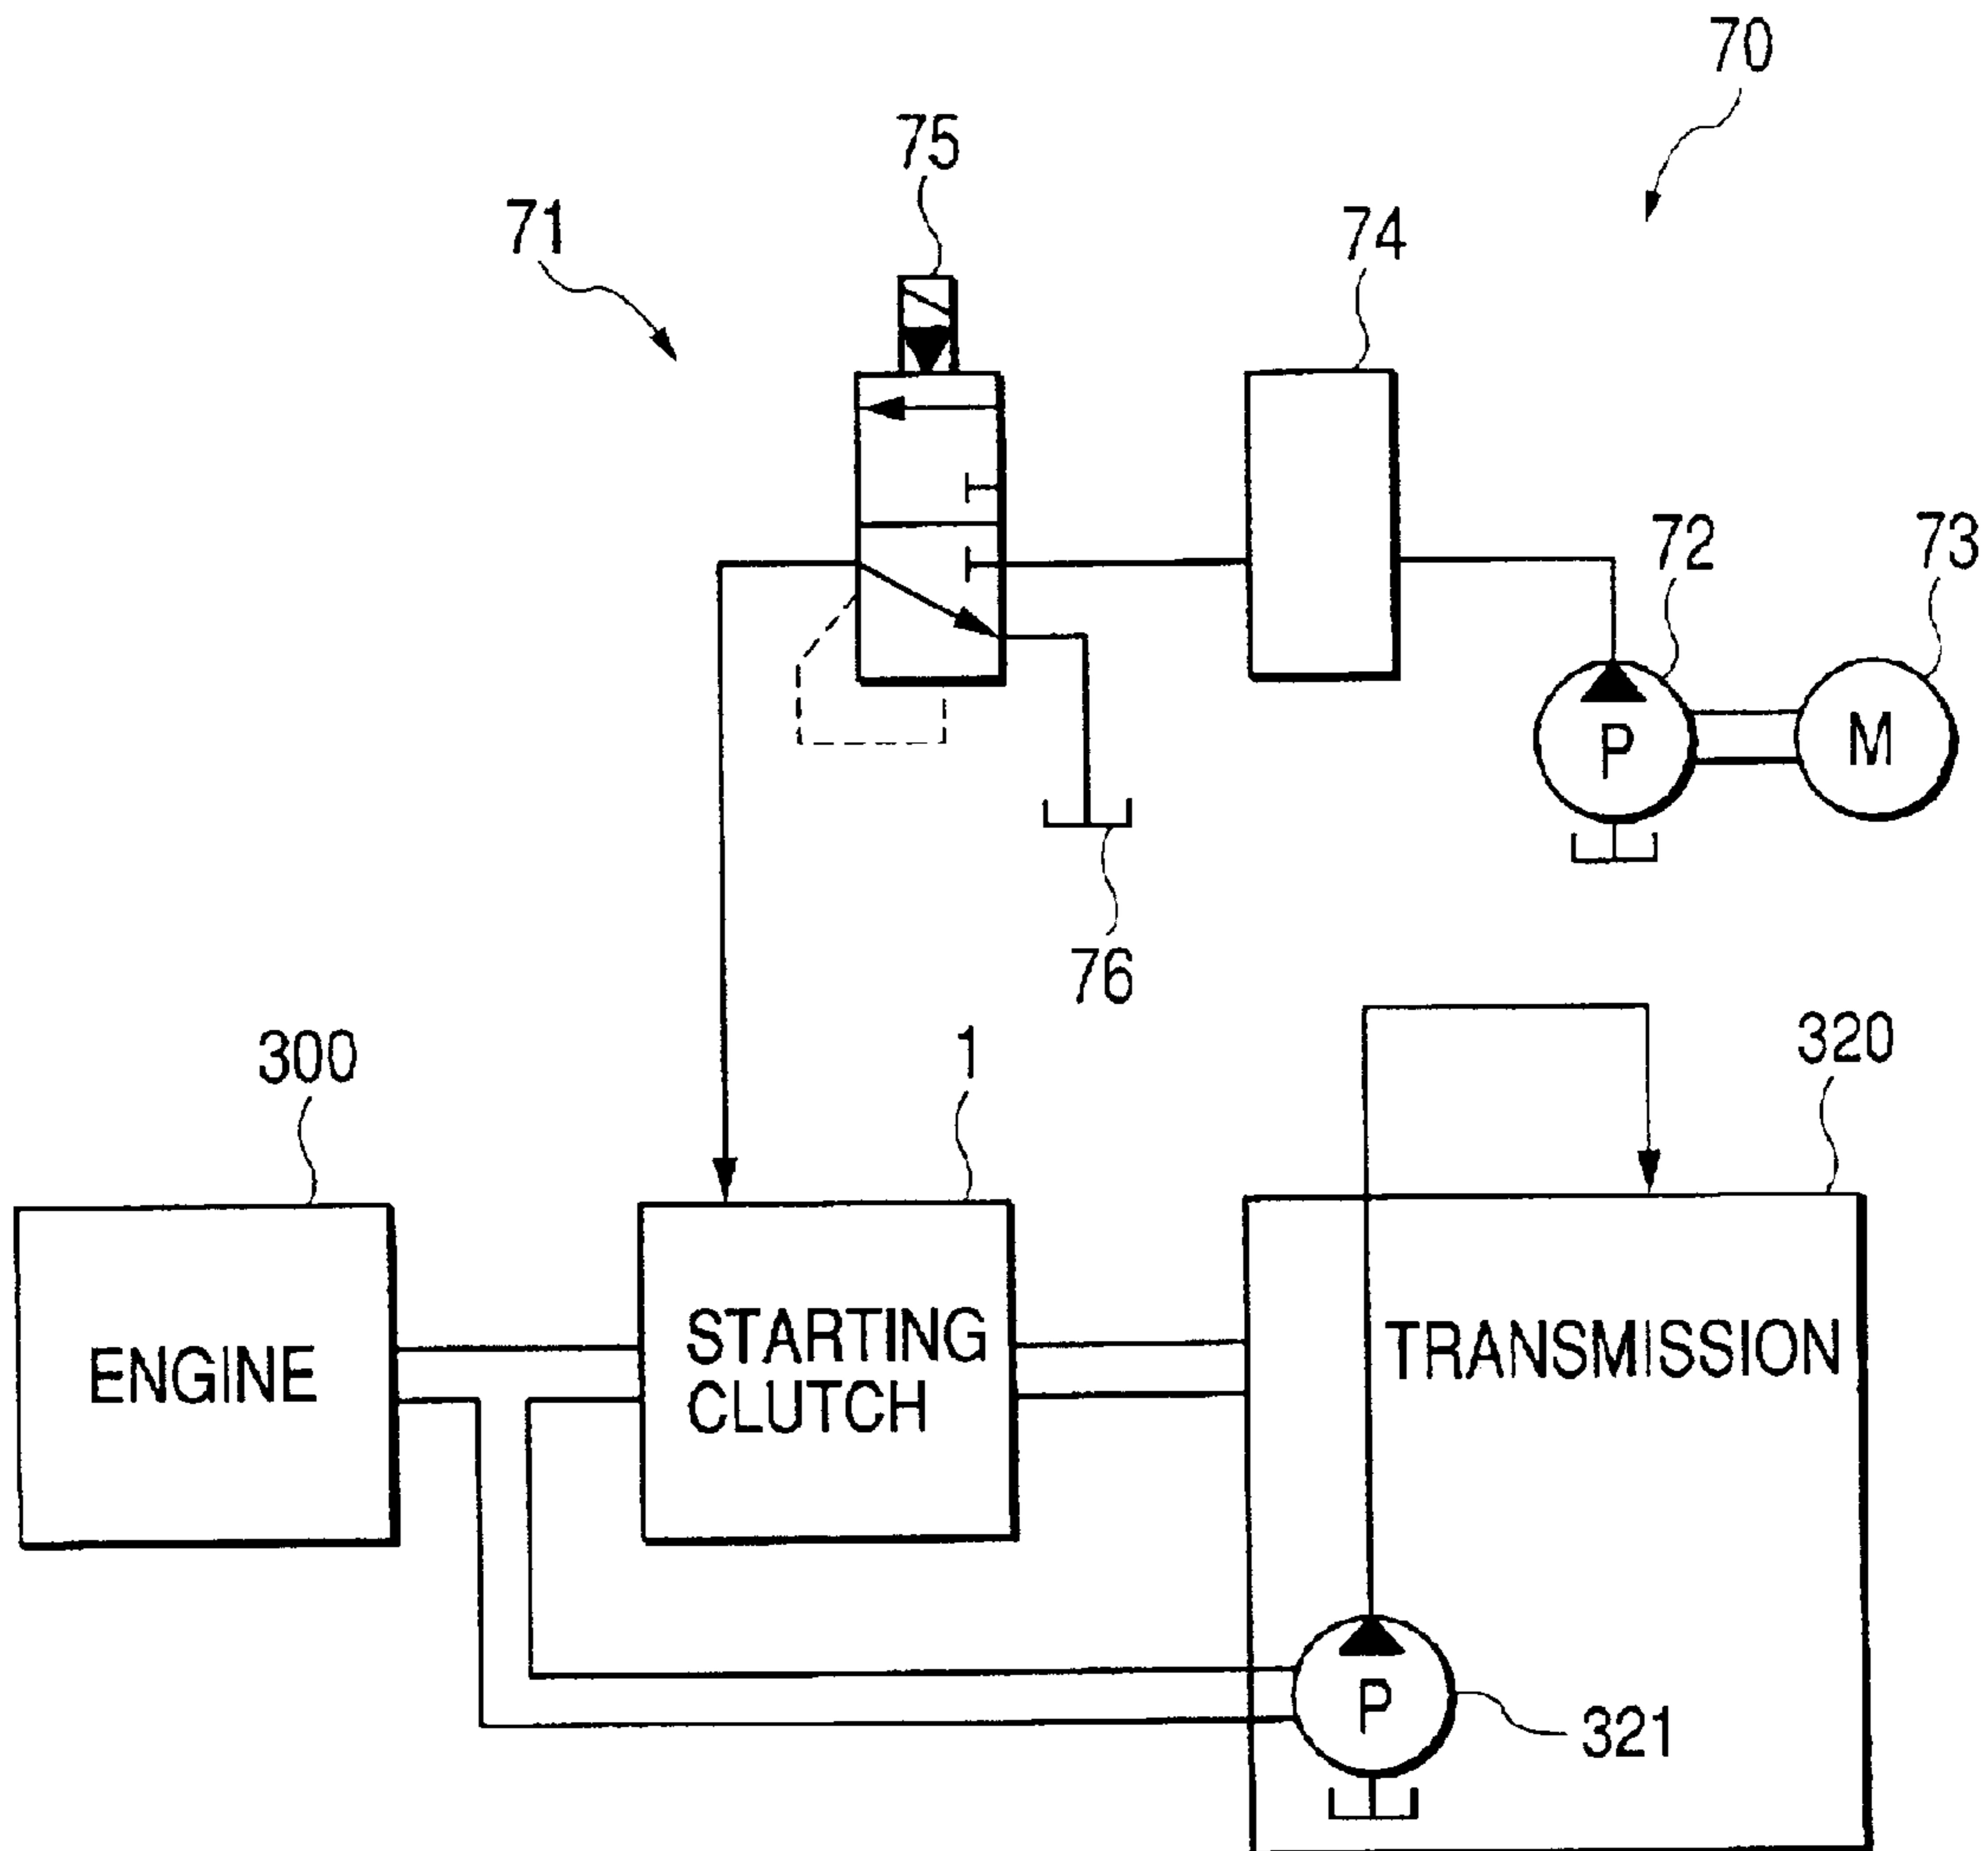 70
75
71
74
72
73
P
M
76
300
1
320
ENGINE
STARTING
CLUTCH
TRANSMISSION
P
321